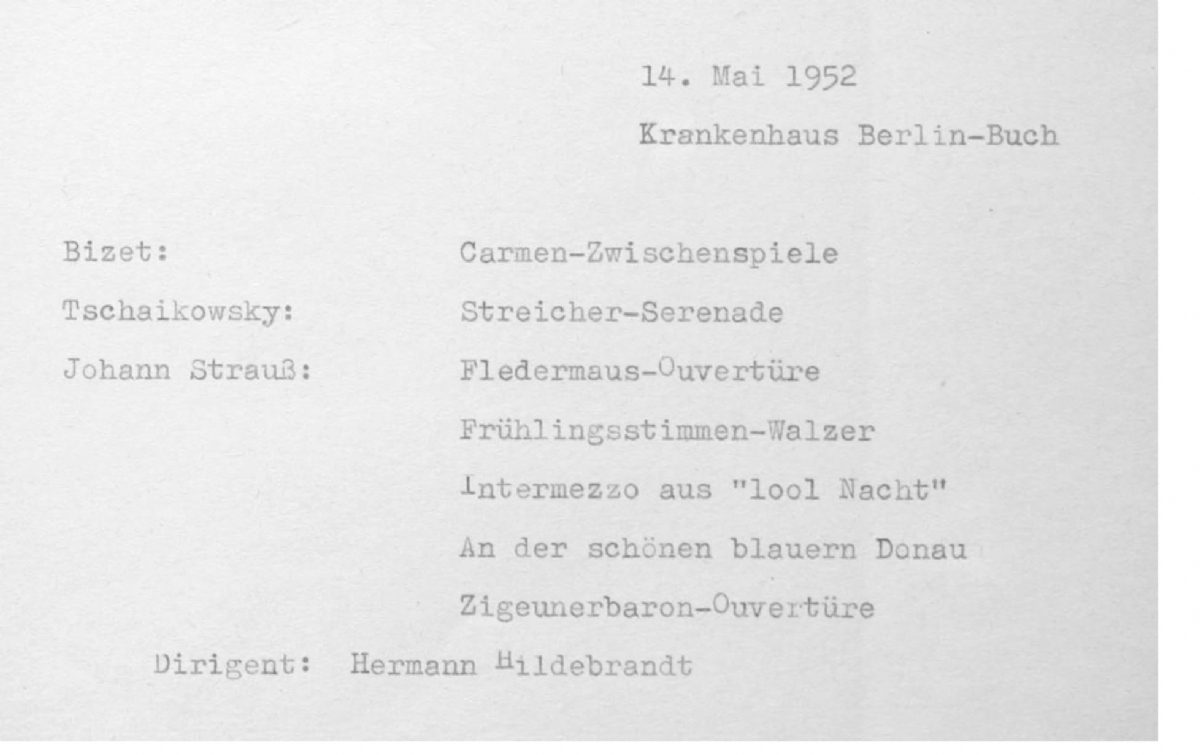 14. Mai 1952
Krankenhaus Berlin-Buch
Bizet: Carmen-Zwischenspiele
Tschaikowsky: Streicher-Serenade
Johann Strauß: Fledermaus-Ouvertüre
Frühlingsstimmen-Walzer
Intermezzo aus "lool Nacht"
An der schönen blauern Donau
Zigeunerbaron-Ouvertüre
Dirigent: Hermann Hildebrandt